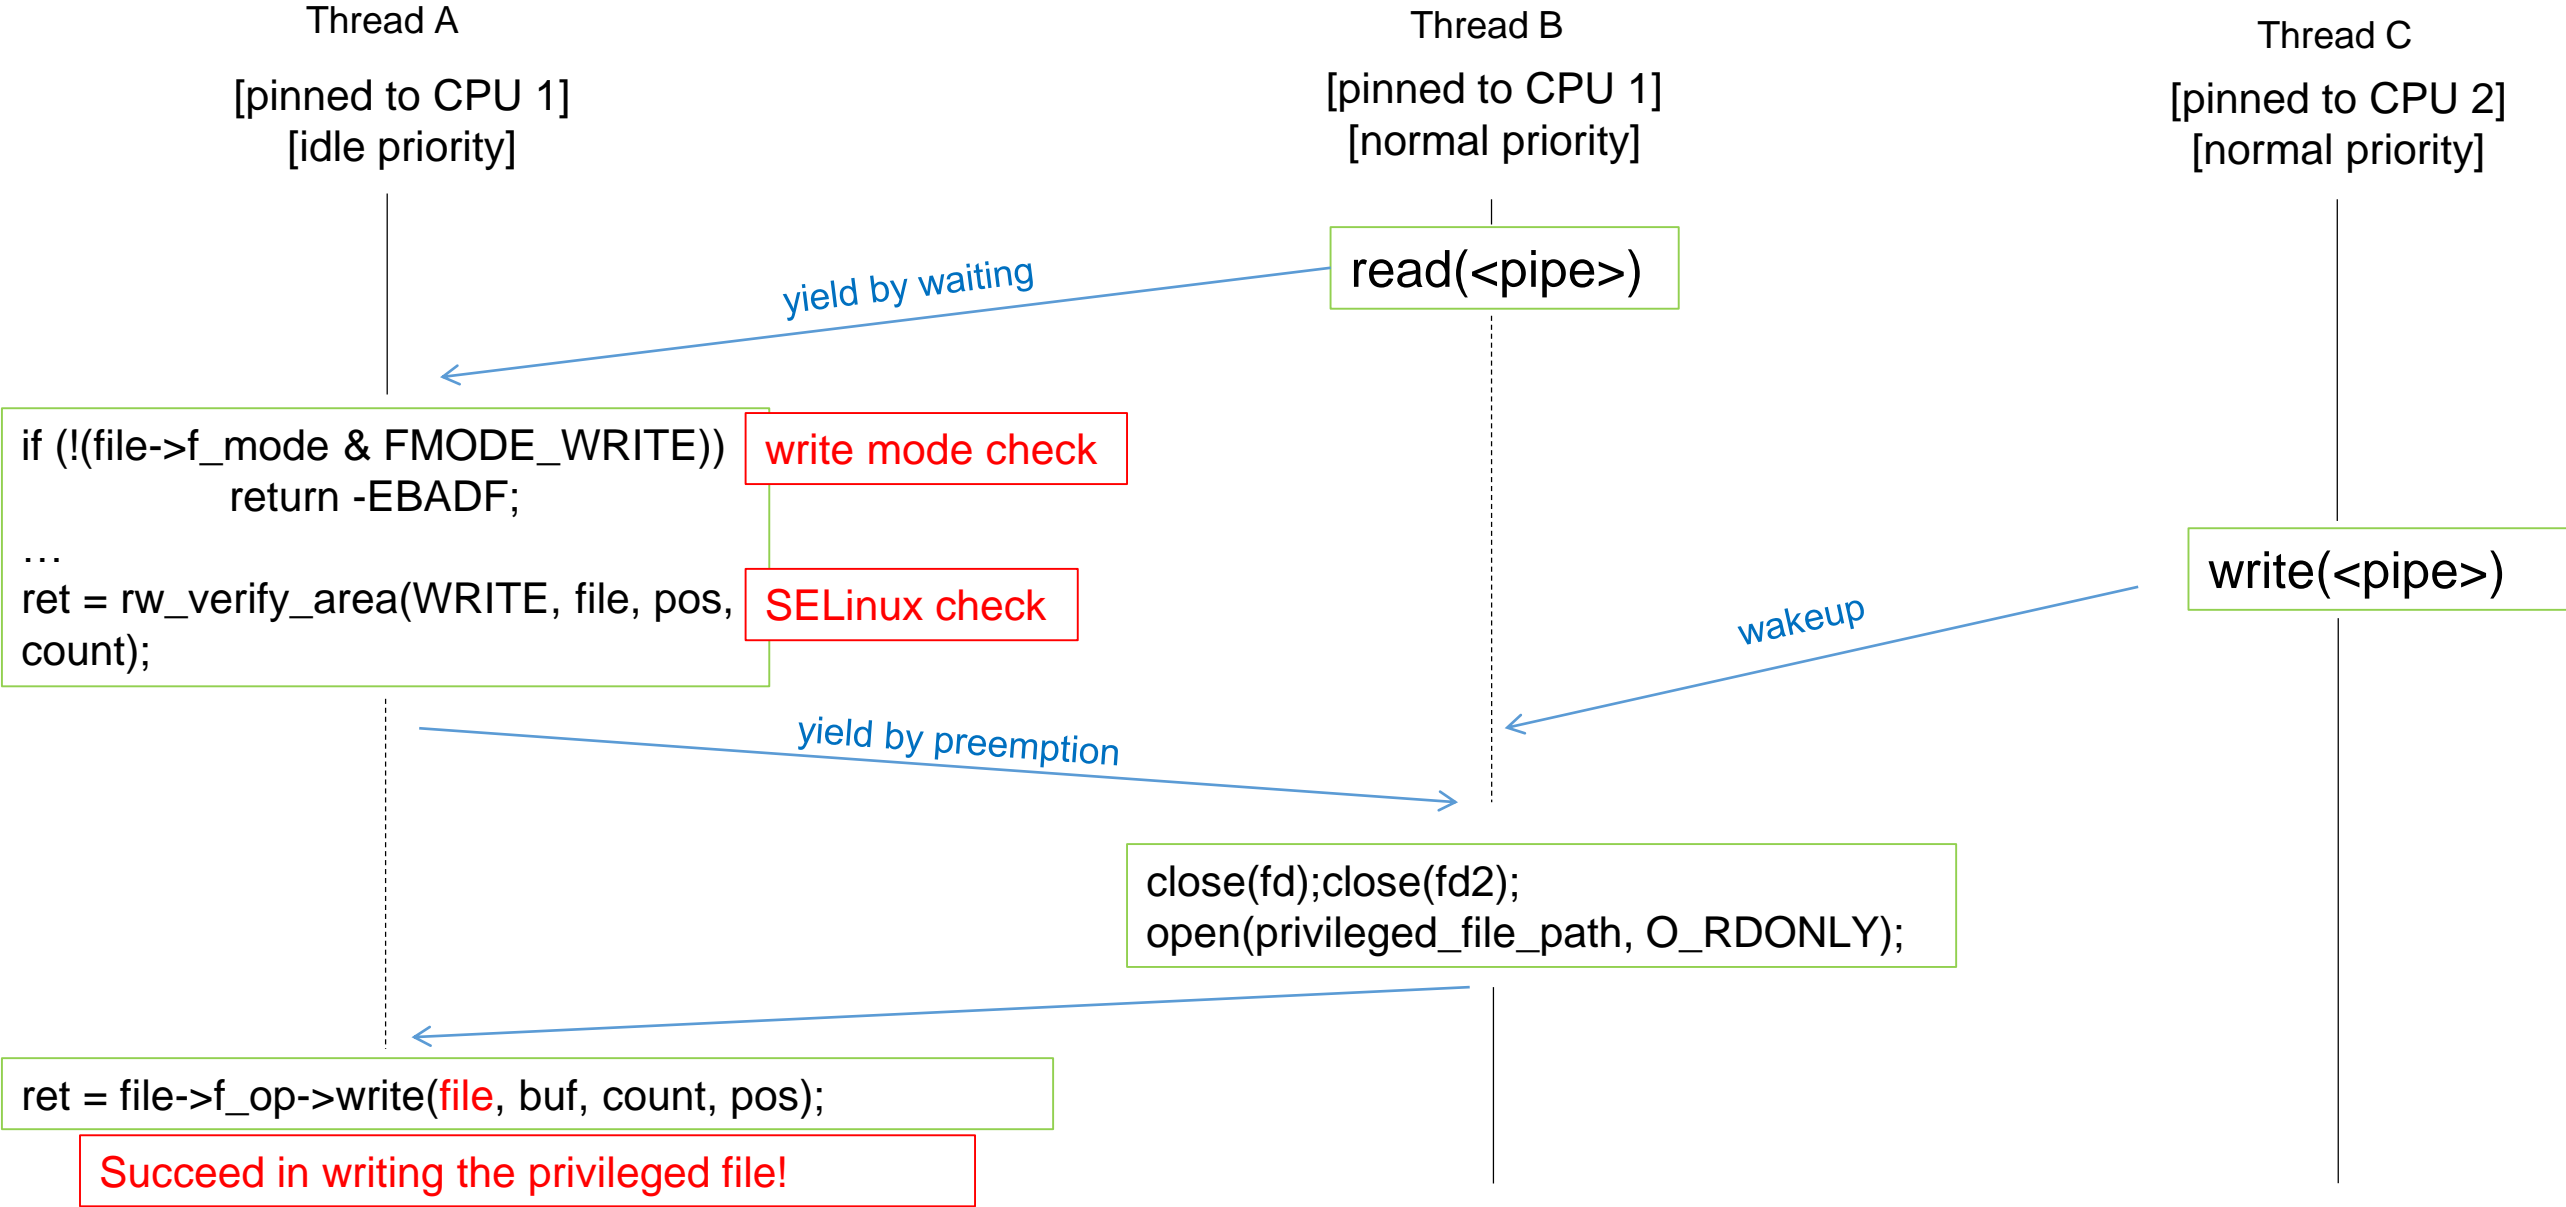 Thread A
[pinned to CPU 1]
[idle priority]
Thread B
[pinned to CPU 1]
[normal priority]
Thread C
[pinned to CPU 2]
[normal priority]
read(<pipe>)
yield by waiting
if (!(file->f_mode & FMODE_WRITE))
return -EBADF;
…
ret = rw_verify_area(WRITE, file, pos,
count);
write mode check
SELinux check
write(<pipe>)
wakeup
yield by preemption
close(fd);close(fd2);
open(privileged_file_path, O_RDONLY);
ret = file->f_op->write(file, buf, count, pos);
Succeed in writing the privileged file!